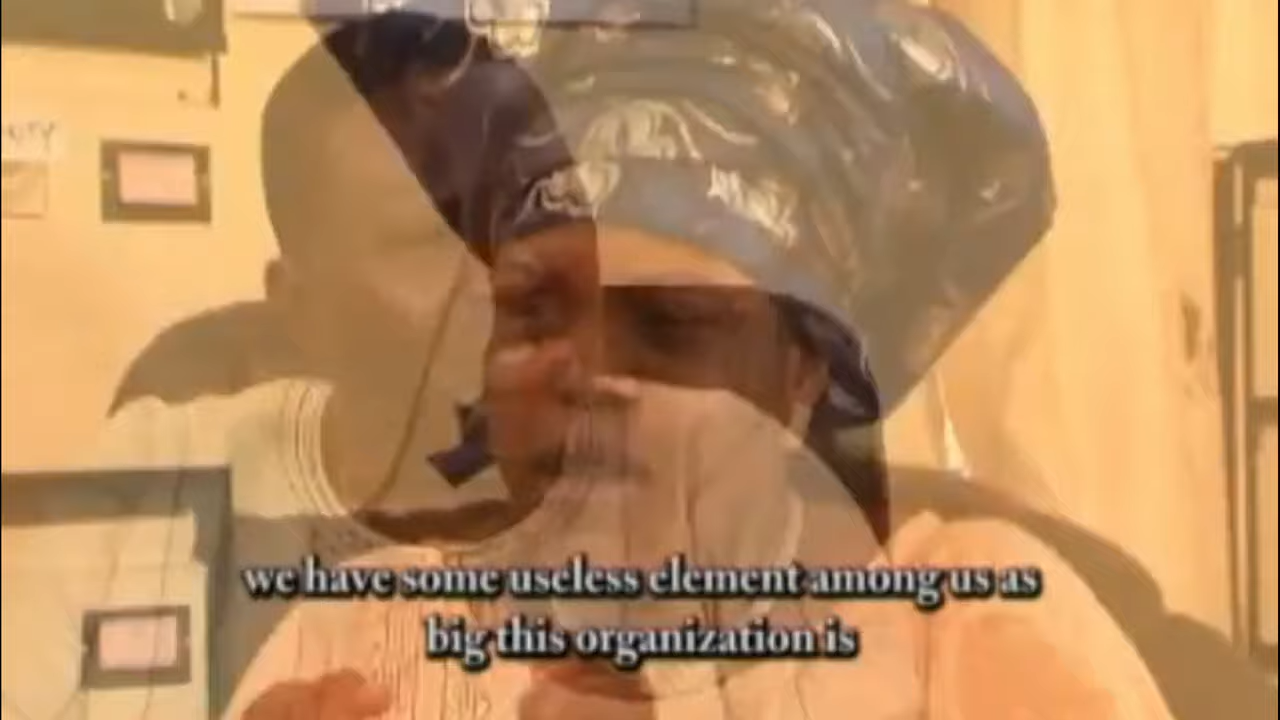 we have some useless element among us as
big this organization is